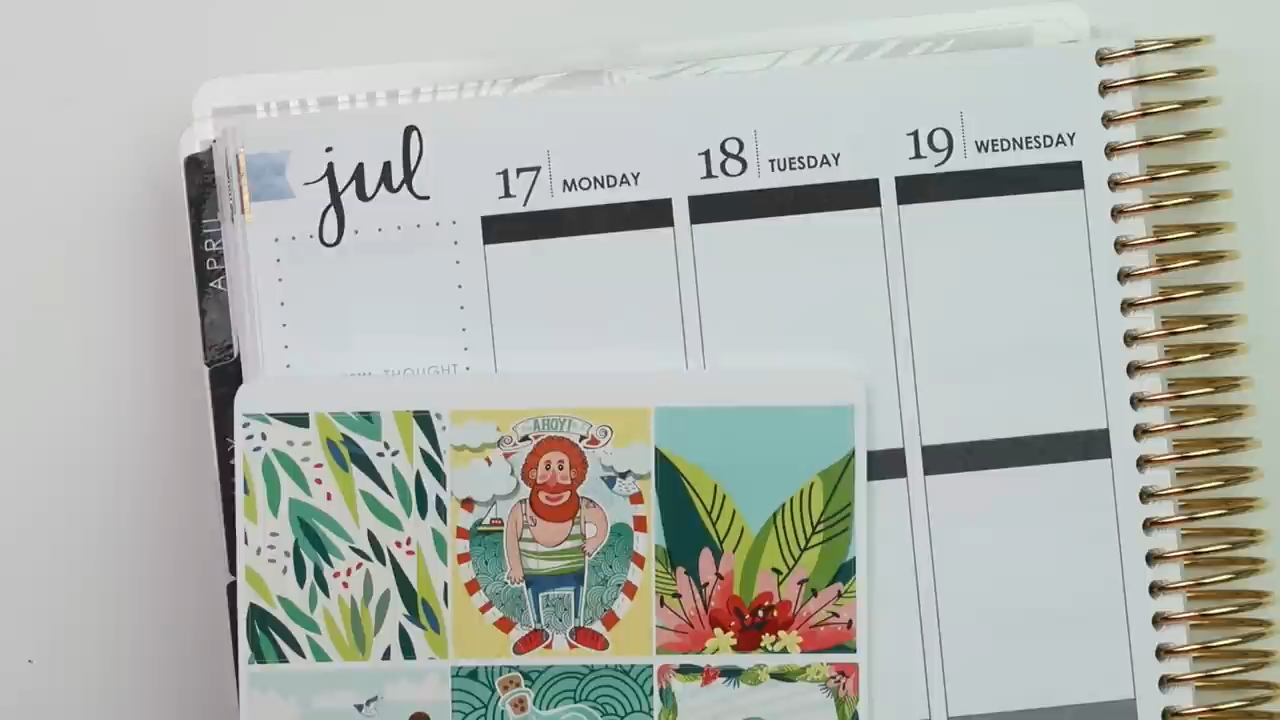 jul
17 MONDAY
18 TUESDAY
19 WEDNESDAY
APRIL
THOUGHT
AHOY!